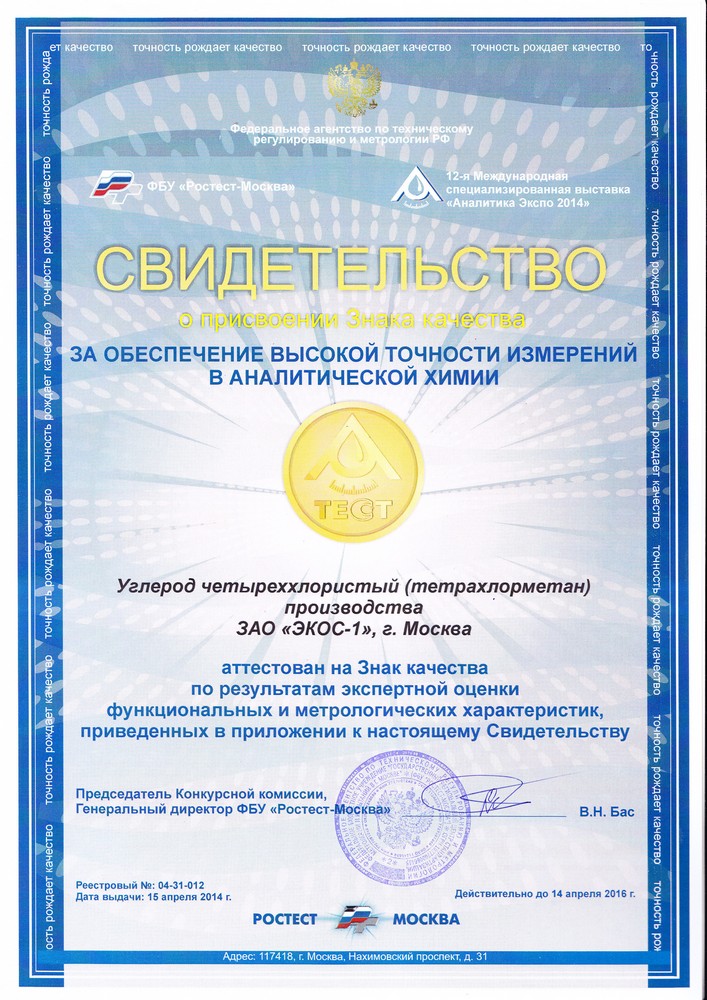 ет качество точность рождает качество точность рождает качество точность рождает качество то
Федеральное агентство по техническому
регулированию и метрологии РФ
ФБУ «Ростест-Москва»
12-я Международная
специализированная выставка
«Аналитика Экспо 2014»
СВИДЕТЕЛЬСТВО
о присвоении Знака качества
ЗА ОБЕСПЕЧЕНИЕ ВЫСОКОЙ ТОЧНОСТИ ИЗМЕРЕНИЙ
В АНАЛИТИЧЕСКОЙ ХИМИИ
ТЕСТ
Углерод четыреххлористый (тетрахлорметан)
производства
ЗАО «ЭКОС-1», г. Москва
аттестован на Знак качества
по результатам экспертной оценки
функциональных и метрологических характеристик,
приведенных в приложении к настоящему Свидетельству
Председатель Конкурсной комиссии,
Генеральный директор ФБУ «Ростест-Москва»
В.Н. Бас
Реестровый №: 04-31-012
Дата выдачи: 15 апреля 2014 г.
Действительно до 14 апреля 2016 г.
РОСТЕСТ МОСКВА
Адрес: 117418, г. Москва, Нахимовский проспект, д. 31
ость рождает качество точность рождает качество точность рождает качество точность рождает качество точность рождает качество точность рожда
чность рождает качество точность рождает качество точность рождает качество точность рождает качество точность рождает качество точность рож